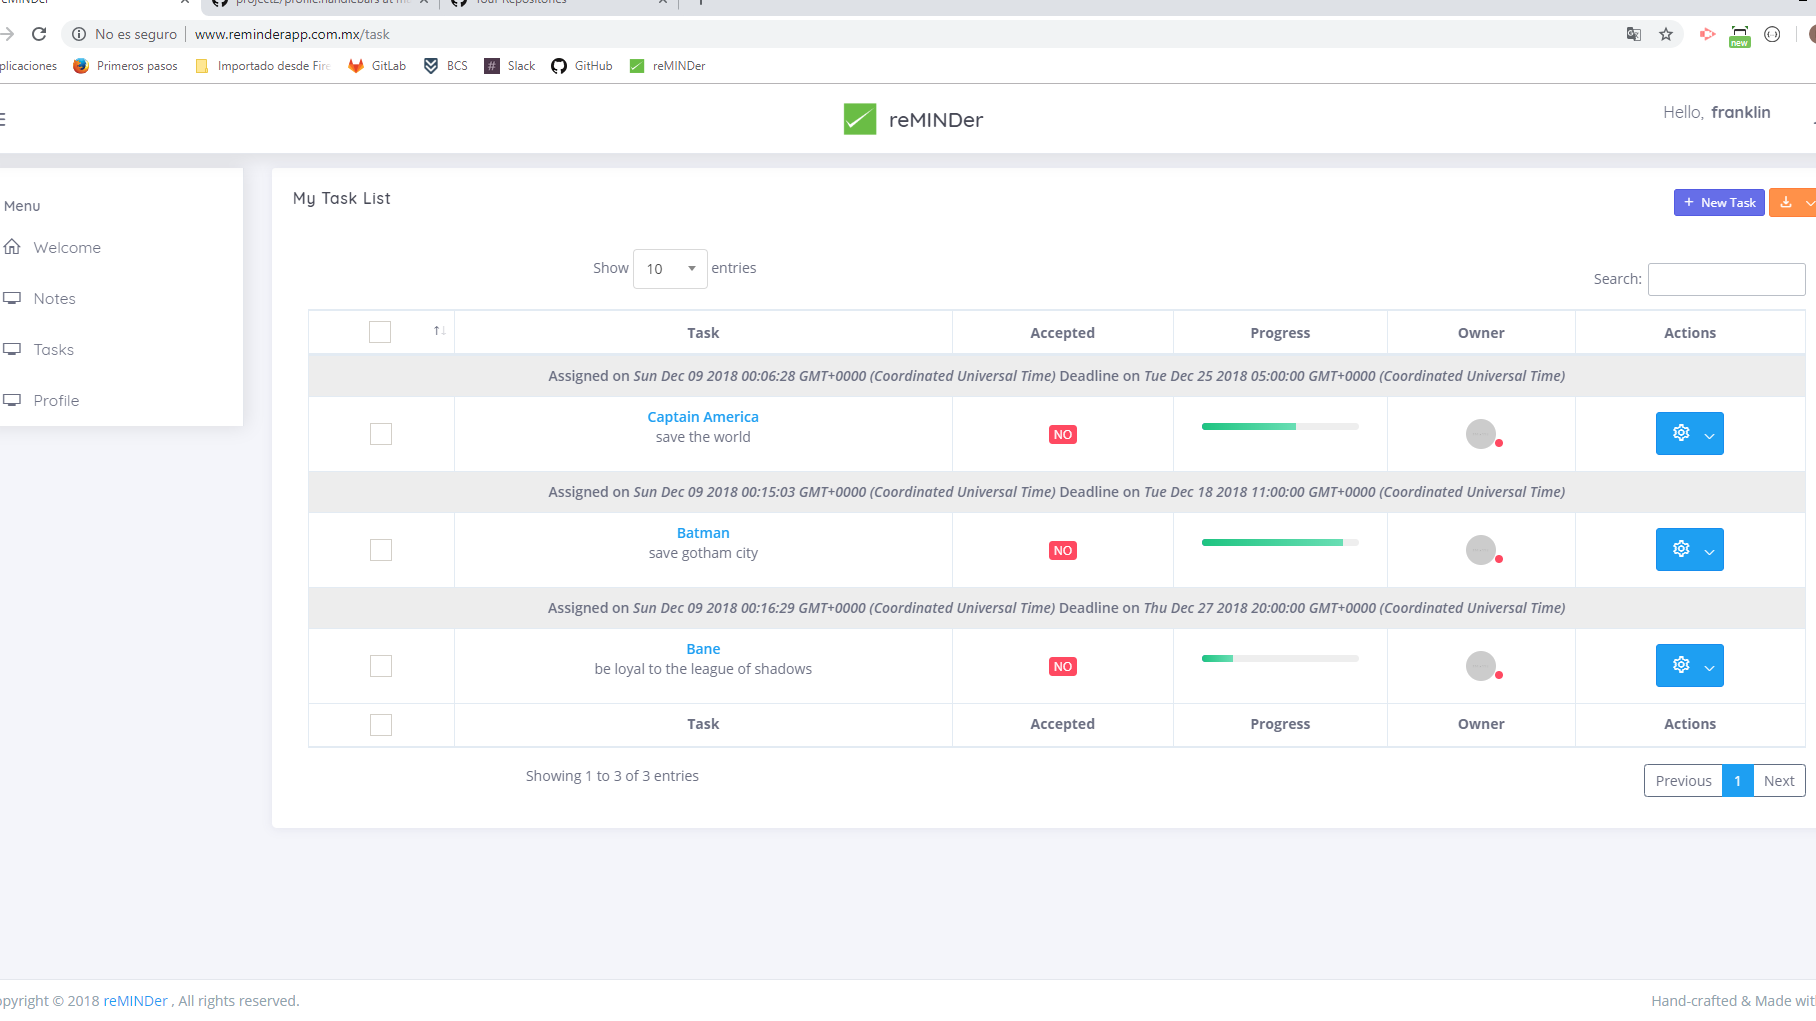 reMINDer
Your Repositories
No es seguro www.reminderapp.com.mx/task
new
plicaciones Primeros pasos Importado desde Fire GitLab BCS Slack GitHub reMINDer
reMINDer
Hello, franklin
Menu
Welcome
Notes
Tasks
Profile
My Task List
+ New Task
Show 10 entries
Search:
Task Accepted Progress Owner Actions
Assigned on Sun Dec 09 2018 00:06:28 GMT+0000 (Coordinated Universal Time) Deadline on Tue Dec 25 2018 05:00:00 GMT+0000 (Coordinated Universal Time)
Captain America
save the world
NO
Assigned on Sun Dec 09 2018 00:15:03 GMT+0000 (Coordinated Universal Time) Deadline on Tue Dec 18 2018 11:00:00 GMT+0000 (Coordinated Universal Time)
Batman
save gotham city
NO
Assigned on Sun Dec 09 2018 00:16:29 GMT+0000 (Coordinated Universal Time) Deadline on Thu Dec 27 2018 20:00:00 GMT+0000 (Coordinated Universal Time)
Bane
be loyal to the league of shadows
NO
Task Accepted Progress Owner Actions
Showing 1 to 3 of 3 entries
Previous 1 Next
opyright © 2018 reMINDer , All rights reserved.
Hand-crafted & Made wit